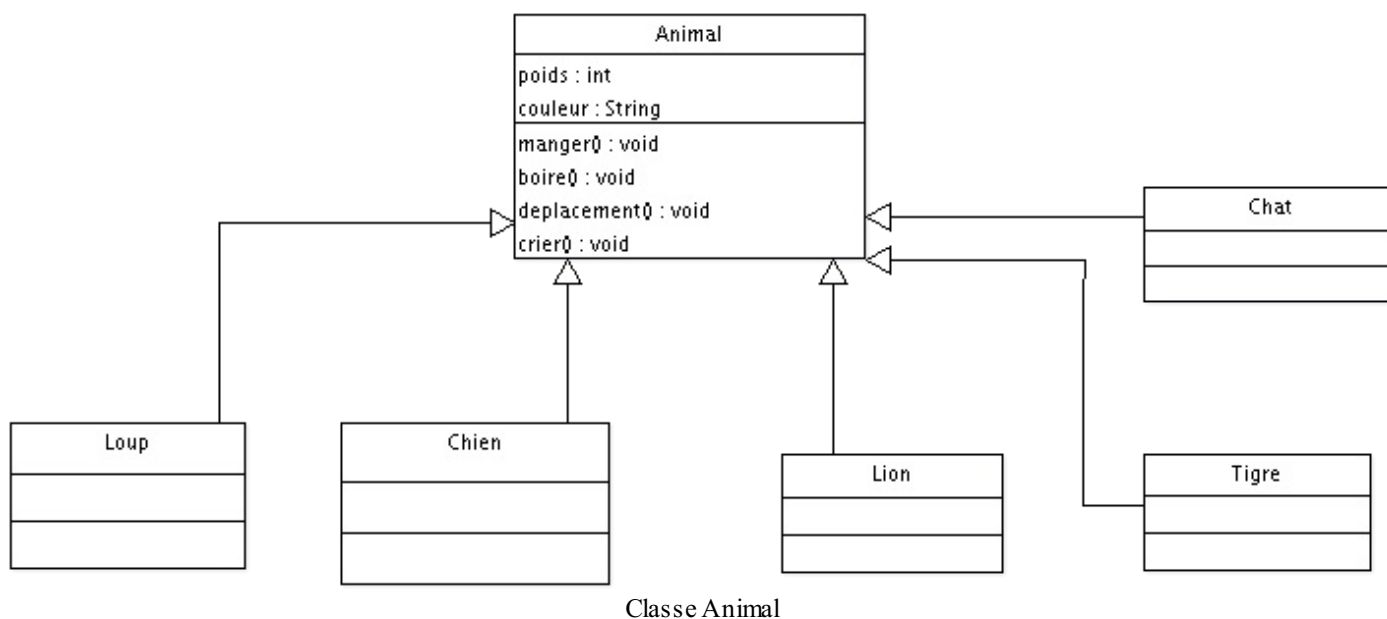 Animal
poids : int
couleur : String
manger() : void
boire() : void
deplacement() : void
crier() : void
Chat
Loup
Chien
Lion
Tigre
Classe Animal